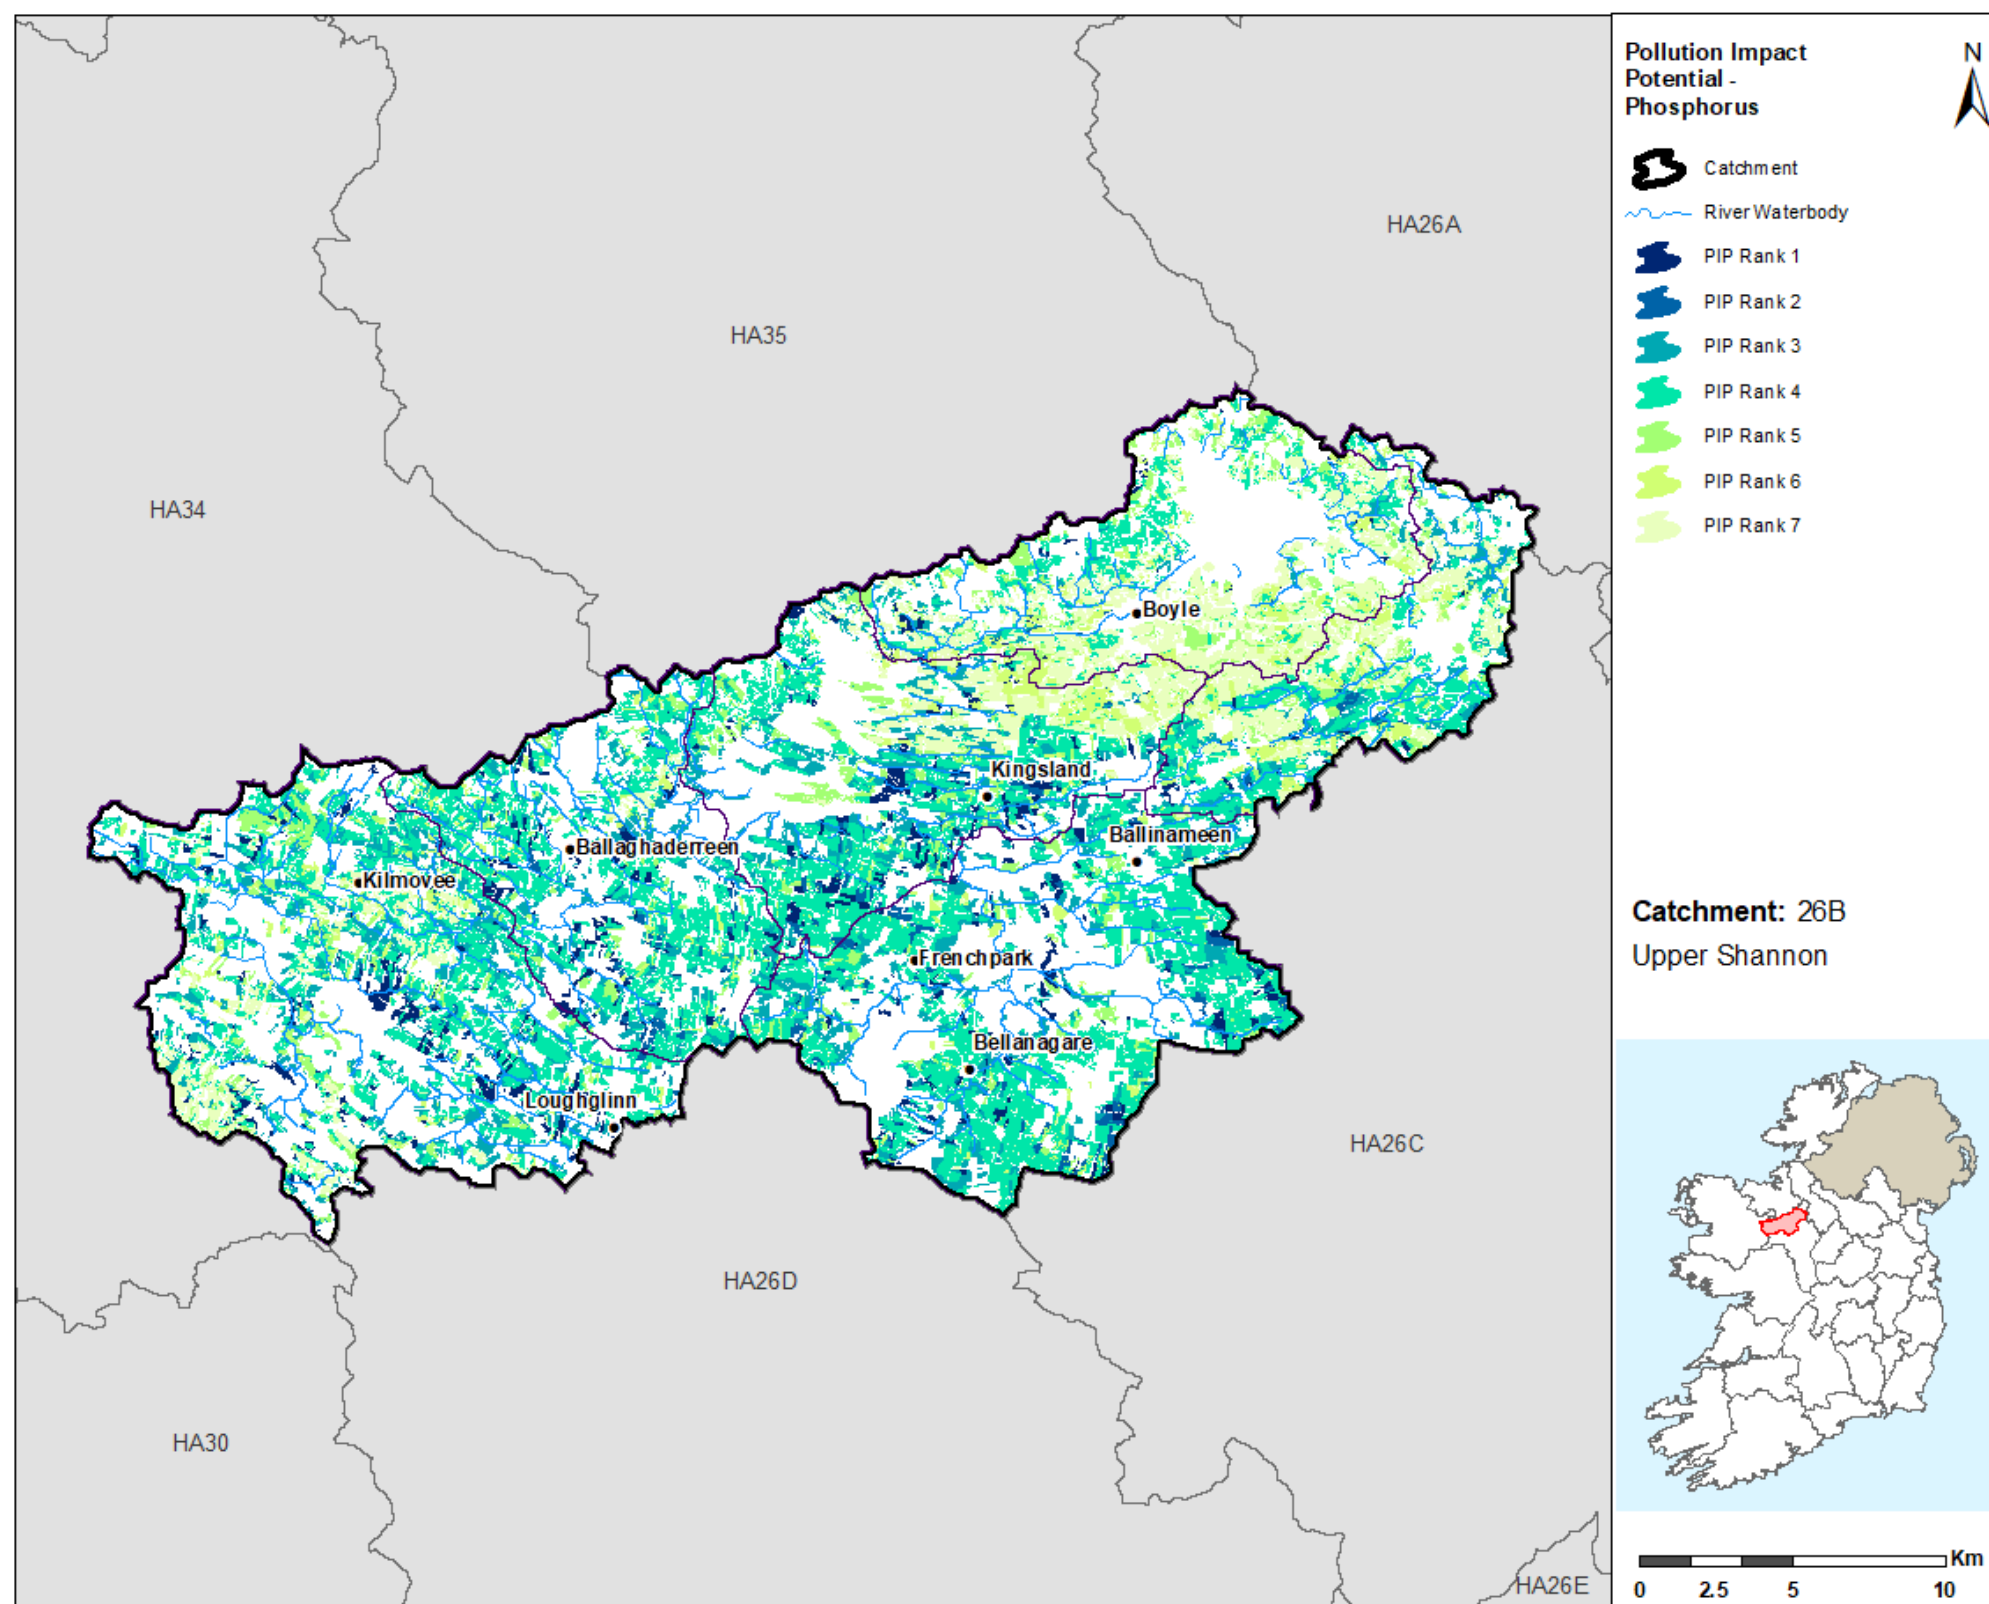 Pollution Impact
Potential -
Phosphorus
N
Catchment
River Waterbody
PIP Rank 1
PIP Rank 2
PIP Rank 3
PIP Rank 4
PIP Rank 5
PIP Rank 6
PIP Rank 7
HA26A
HA35
HA34
Boyle
Kingsland
Ballinameen
Ballaghaderreen
Kilmovee
Frenchpark
Bellanagare
Loughglinn
HA26C
HA26D
HA30
HA26E
Catchment: 26B
Upper Shannon
Km
0 2.5 5 10